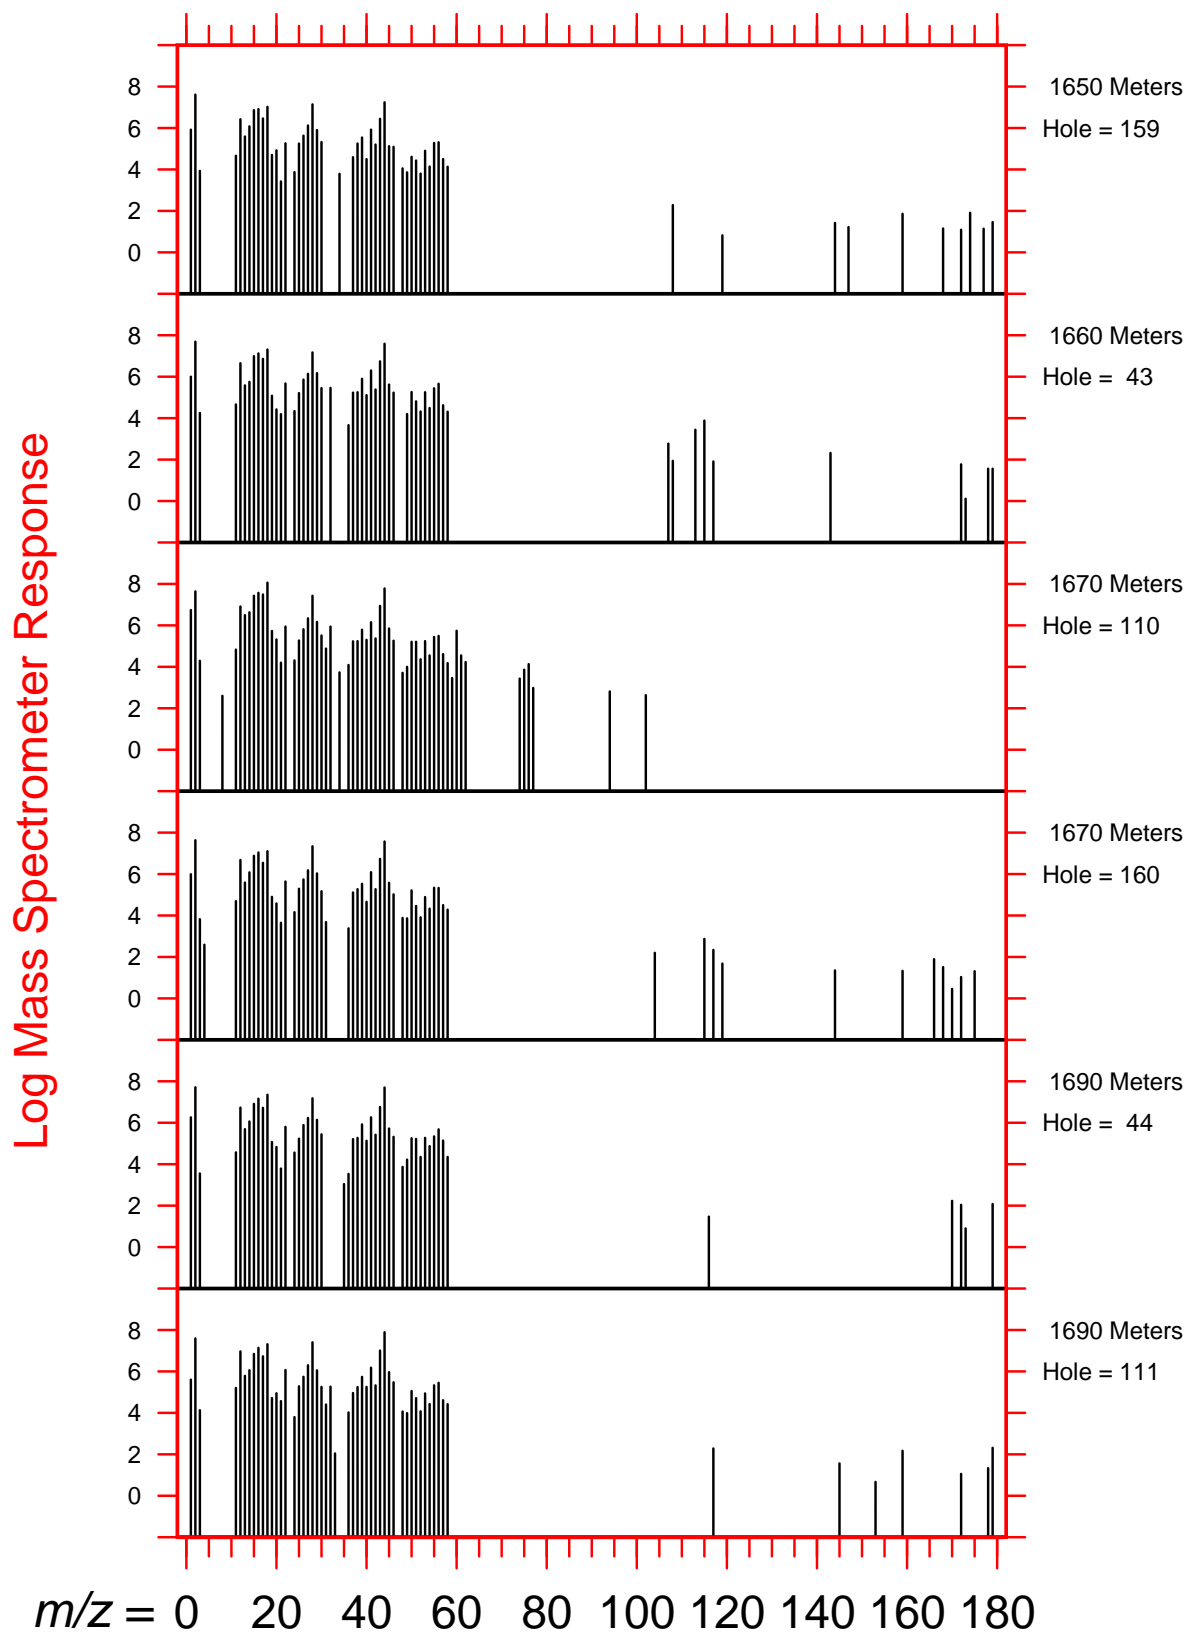 8
6
4
2
0
1650 Meters
Hole = 159
8
6
4
2
0
1660 Meters
Hole = 43
8
6
4
2
0
1670 Meters
Hole = 110
8
6
4
2
0
1670 Meters
Hole = 160
8
6
4
2
0
1690 Meters
Hole = 44
8
6
4
2
0
1690 Meters
Hole = 111
Log Mass Spectrometer Response
m/z = 0 20 40 60 80 100 120 140 160 180